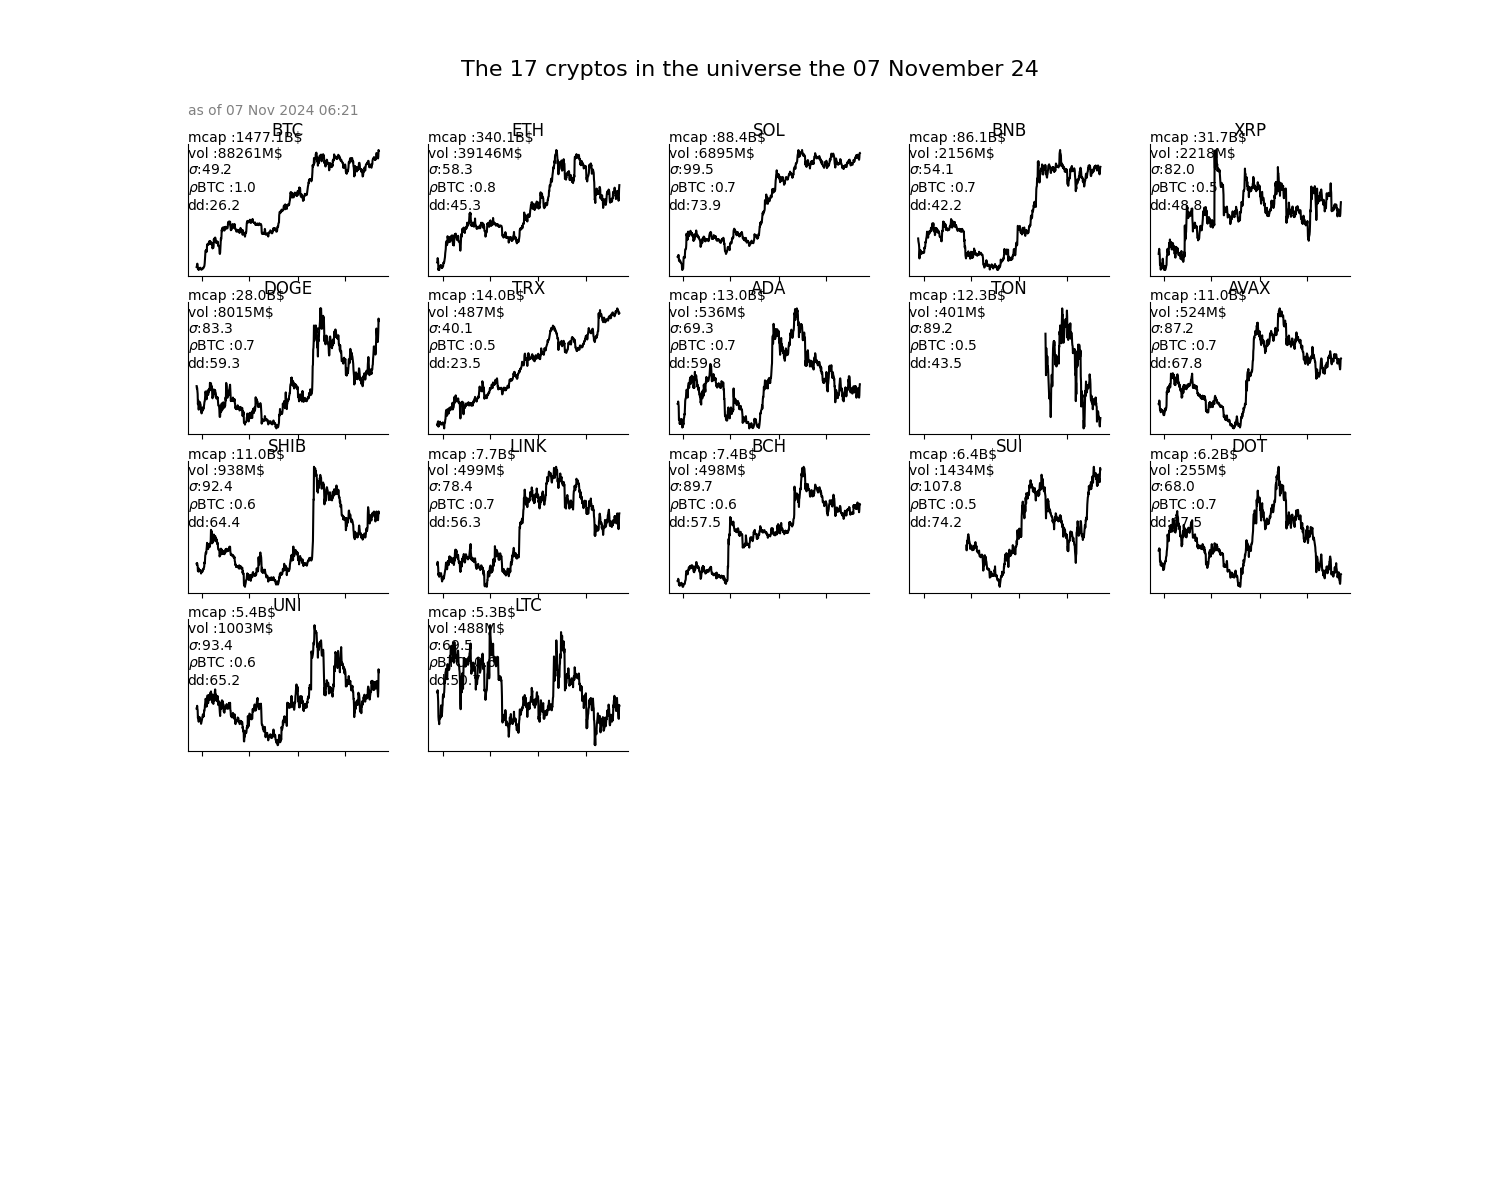 The 17 cryptos in the universe the 07 November 24
as of 07 Nov 2024 06:21
BTC
mcap :1477.1B$
vol :88261M$
σ:49.2
ρBTC :1.0
dd:26.2
ETH
mcap :340.1B$
vol :39146M$
σ:58.3
ρBTC :0.8
dd:45.3
SOL
mcap :88.4B$
vol :6895M$
σ:99.5
ρBTC :0.7
dd:73.9
BNB
mcap :86.1B$
vol :2156M$
σ:54.1
ρBTC :0.7
dd:42.2
XRP
mcap :31.7B$
vol :2218M$
σ:82.0
ρBTC :0.5
dd:48.8
DOGE
mcap :28.0B$
vol :8015M$
σ:83.3
ρBTC :0.7
dd:59.3
TRX
mcap :14.0B$
vol :487M$
σ:40.1
ρBTC :0.5
dd:23.5
ADA
mcap :13.0B$
vol :536M$
σ:69.3
ρBTC :0.7
dd:59.8
TON
mcap :12.3B$
vol :401M$
σ:89.2
ρBTC :0.5
dd:43.5
AVAX
mcap :11.0B$
vol :524M$
σ:87.2
ρBTC :0.7
dd:67.8
SHIB
mcap :11.0B$
vol :938M$
σ:92.4
ρBTC :0.6
dd:64.4
LINK
mcap :7.7B$
vol :499M$
σ:78.4
ρBTC :0.7
dd:56.3
BCH
mcap :7.4B$
vol :498M$
σ:89.7
ρBTC :0.6
dd:57.5
SUI
mcap :6.4B$
vol :1434M$
σ:107.8
ρBTC :0.5
dd:74.2
DOT
mcap :6.2B$
vol :255M$
σ:68.0
ρBTC :0.7
UNI
mcap :5.4B$
vol :1003M$
σ:93.4
ρBTC :0.6
dd:65.2
LTC
mcap :5.3B$
vol :488M$